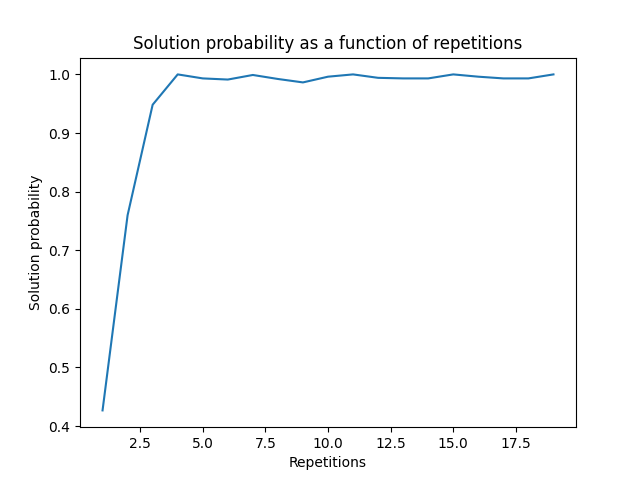 Solution probability as a function of repetitions
1.0
0.9
0.8
0.7
0.6
0.5
0.4
Solution probability
2.5 5.0 7.5 10.0 12.5 15.0 17.5
Repetitions